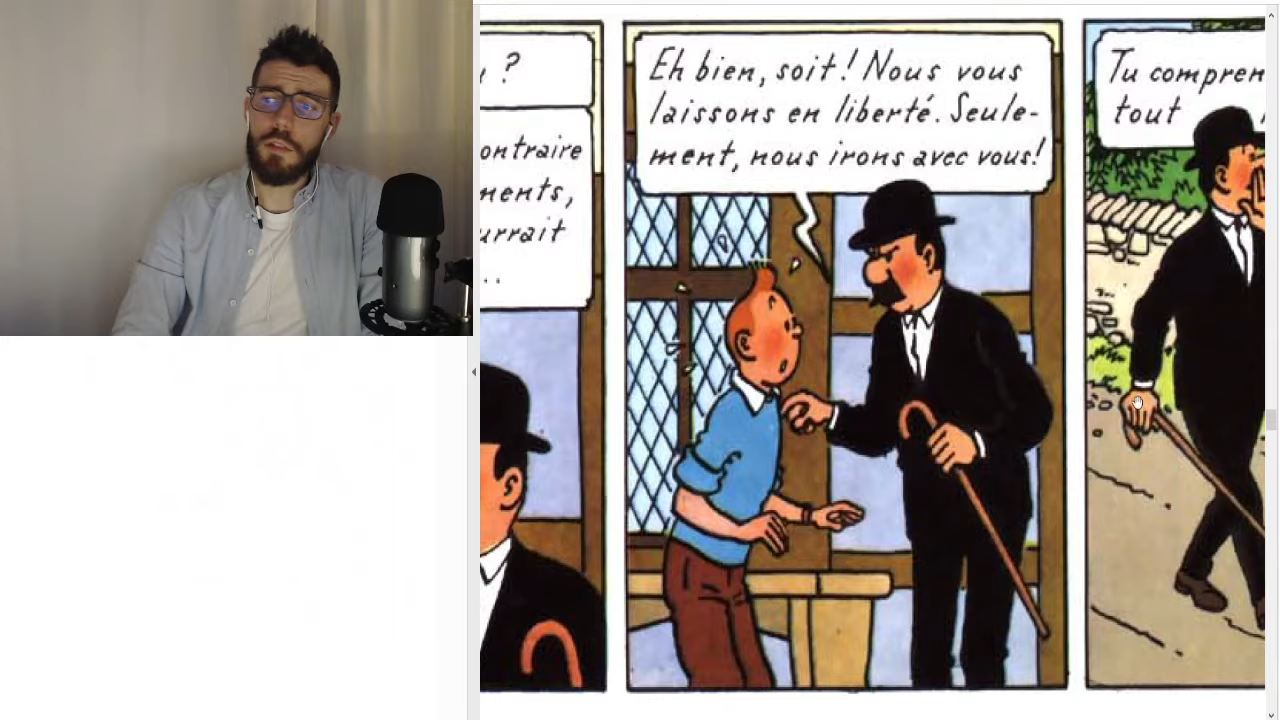 ?
ontraire
ments,
urrait
..
Eh bien, soit! Nous vous
laissons en liberté. Seule-
ment, nous irons avec vous!
Tu compren
tout